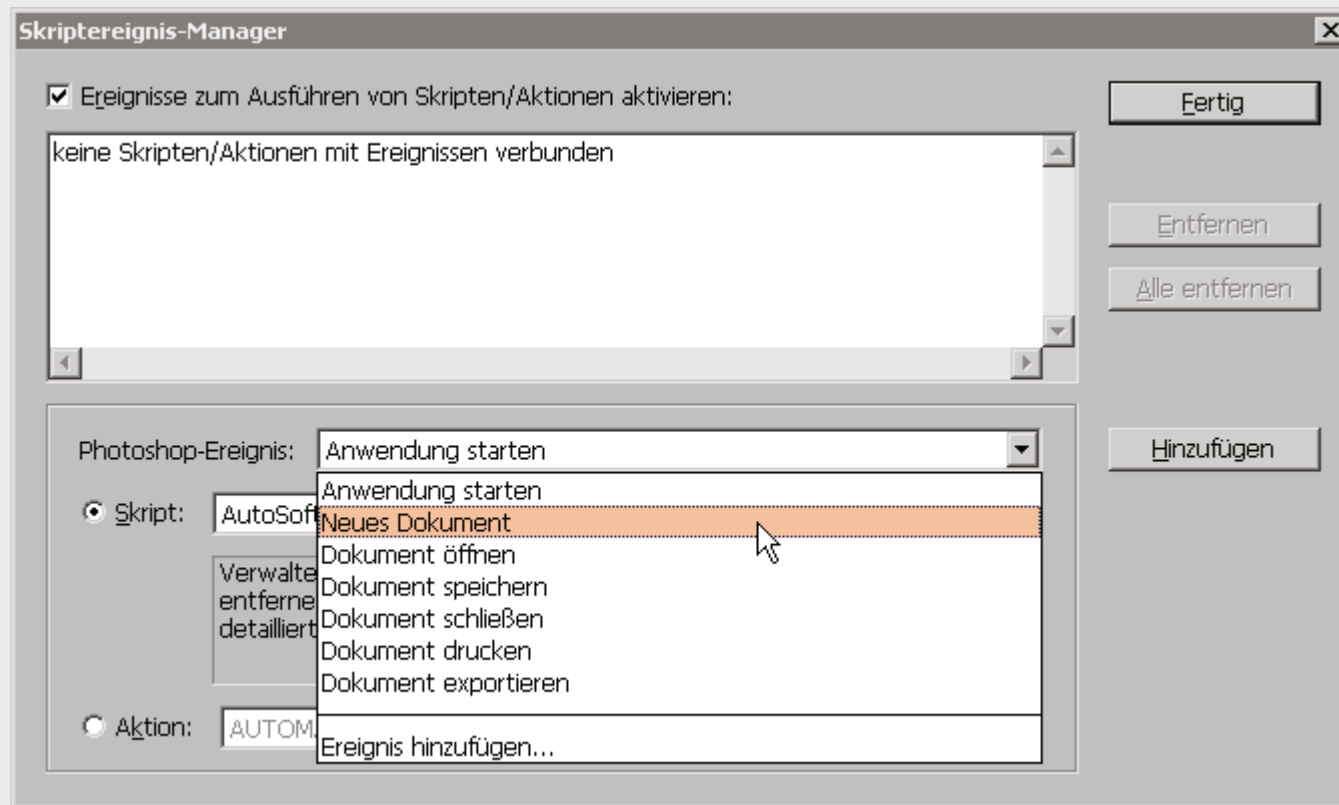 Skriptereignis-Manager
Ereignisse zum Ausführen von Skripten/Aktionen aktivieren:
Fertig
keine Skripten/Aktionen mit Ereignissen verbunden
Entfernen
Alle entfernen
Photoshop-Ereignis:
Anwendung starten
Hinzufügen
Anwendung starten
Skript:
AutoSoft
Neues Dokument
Dokument öffnen
Verwalte
Dokument speichern
entferne
Dokument schließen
detailliert
Dokument drucken
Dokument exportieren
Aktion:
AUTOM
Ereignis hinzufügen...